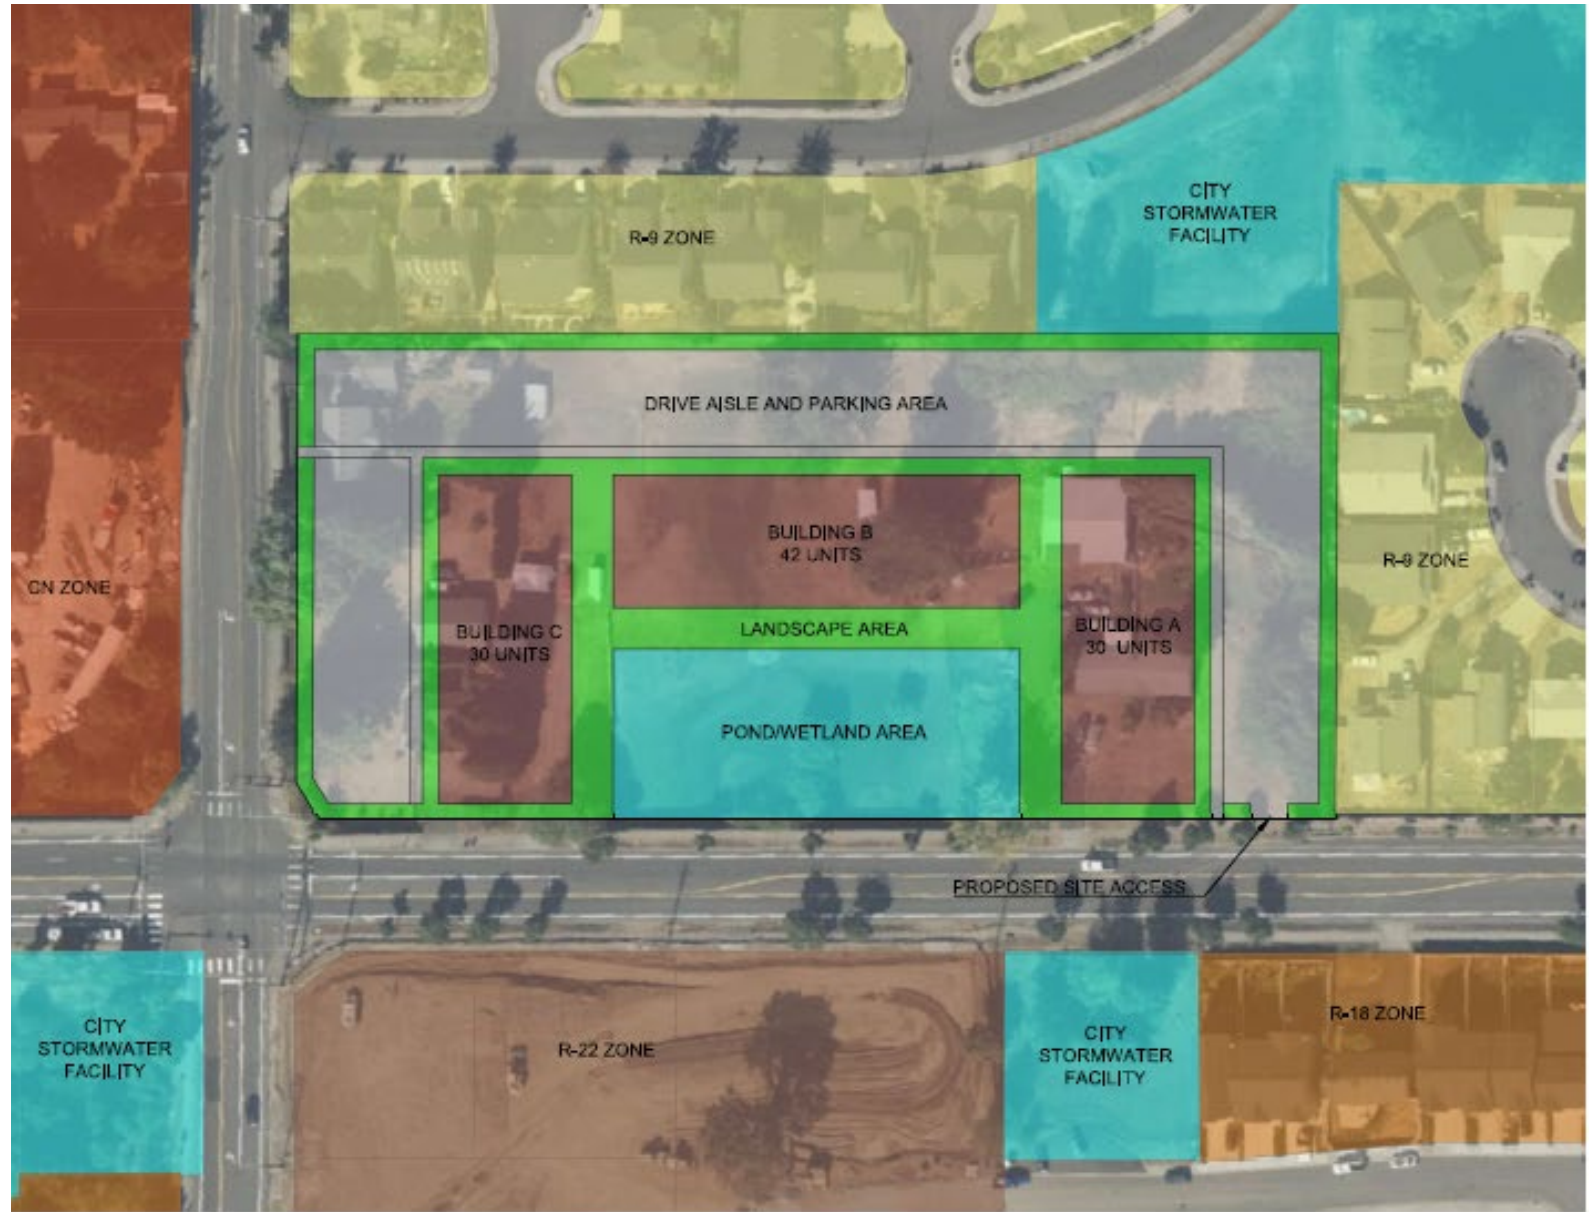 CITY
STORMWATER
FACILITY
R-9 ZONE
DRIVE AISLE AND PARKING AREA
BUILDING B
42 UNITS
R-9 ZONE
CN ZONE
BUILDING C
30 UNITS
LANDSCAPE AREA
BUILDING A
30 UNITS
POND/WETLAND AREA
PROPOSED SITE ACCESS
R-18 ZONE
CITY
STORMWATER
FACILITY
R-22 ZONE
CITY
STORMWATER
FACILITY